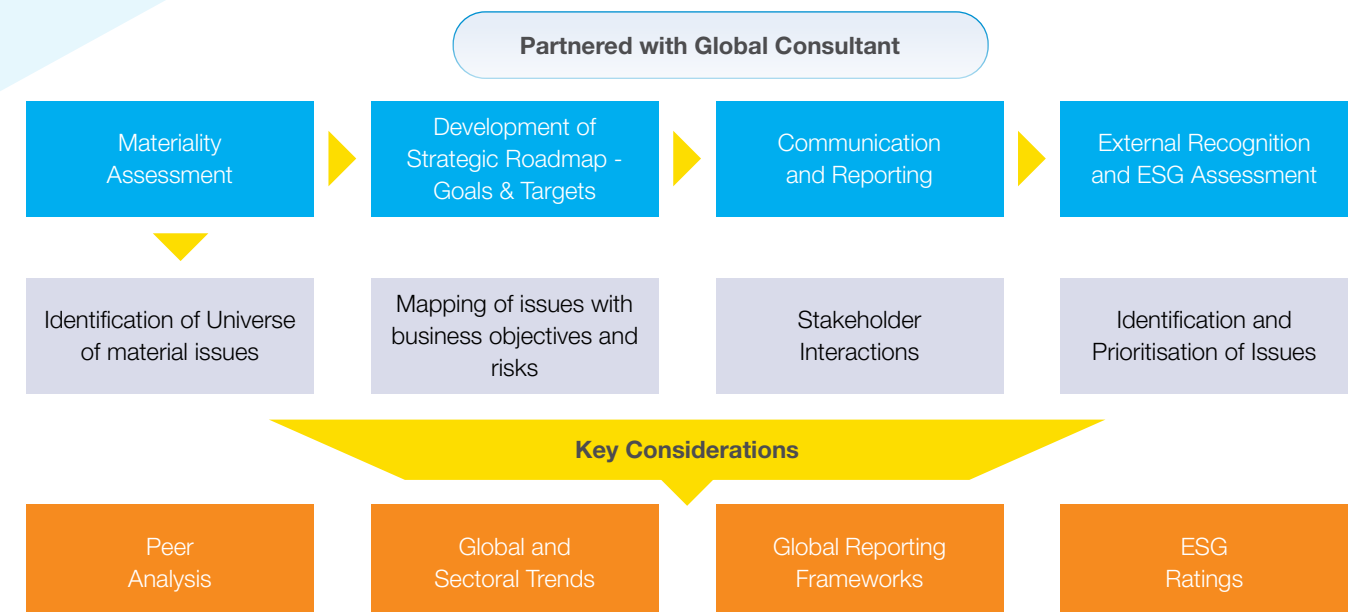 Partnered with Global Consultant
Materiality
Assessment
Development of
Strategic Roadmap -
Goals & Targets
Communication
and Reporting
External Recognition
and ESG Assessment
Identification of Universe
of material issues
Mapping of issues with
business objectives and
risks
Stakeholder
Interactions
Identification and
Prioritisation of Issues
Key Considerations
Peer
Analysis
Global and
Sectoral Trends
Global Reporting
Frameworks
ESG
Ratings